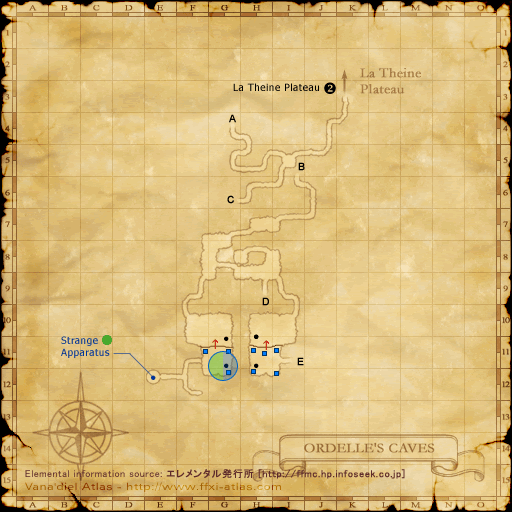 A B C D E F G H I J K L M N O
1
2
3
4
5
6
7
8
9
10
11
12
13
14
15
La Theine
Plateau
La Theine Plateau 2
A
B
C
D
E
Strange
Apparatus
ORDELLE'S CAVES
Elemental information source: エレメンタル発行所 [http://ffmc.hp.infoseek.co.jp]
Vana'diel Atlas - http://www.ffxi-atlas.com